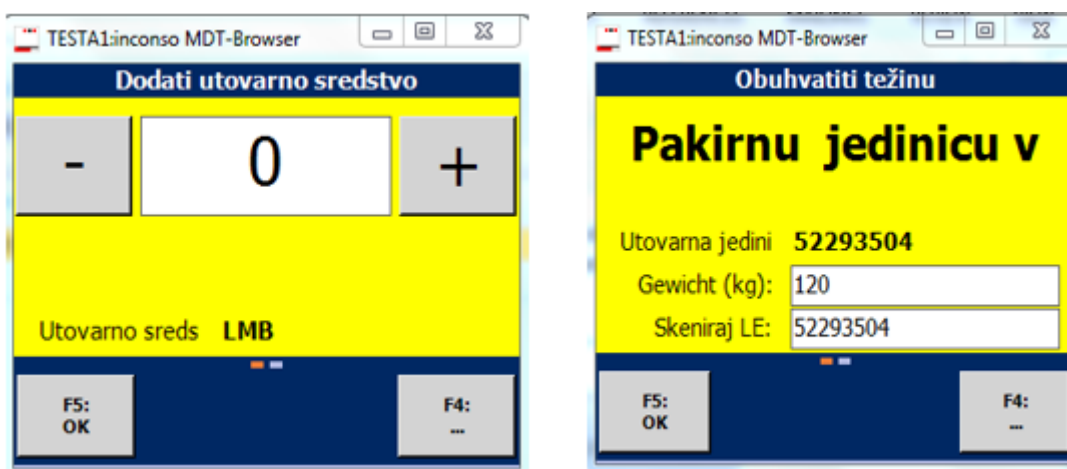 TESTA1:inconso MDT-Browser
Dodati utovarno sredstvo
- 0 +
Utovarno sreds LMB
F5:
OK
F4:
...
TESTA1:inconso MDT-Browser
Obuhvatiti težinu
Pakirnu jedinicu v
Utovarna jedini 52293504
Gewicht (kg): 120
Skeniraj LE: 52293504
F5:
OK
F4:
...